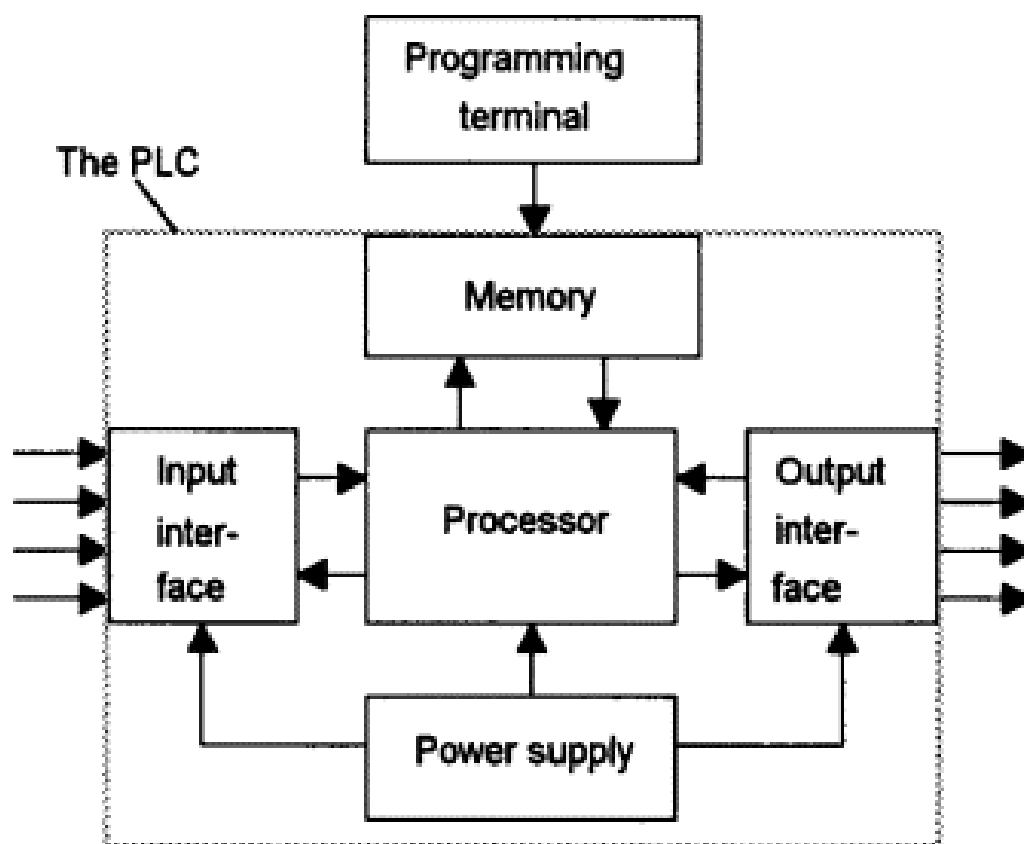 Programming
terminal
The PLC
Memory
Input
inter-
face
Processor
Output
inter-
face
Power supply